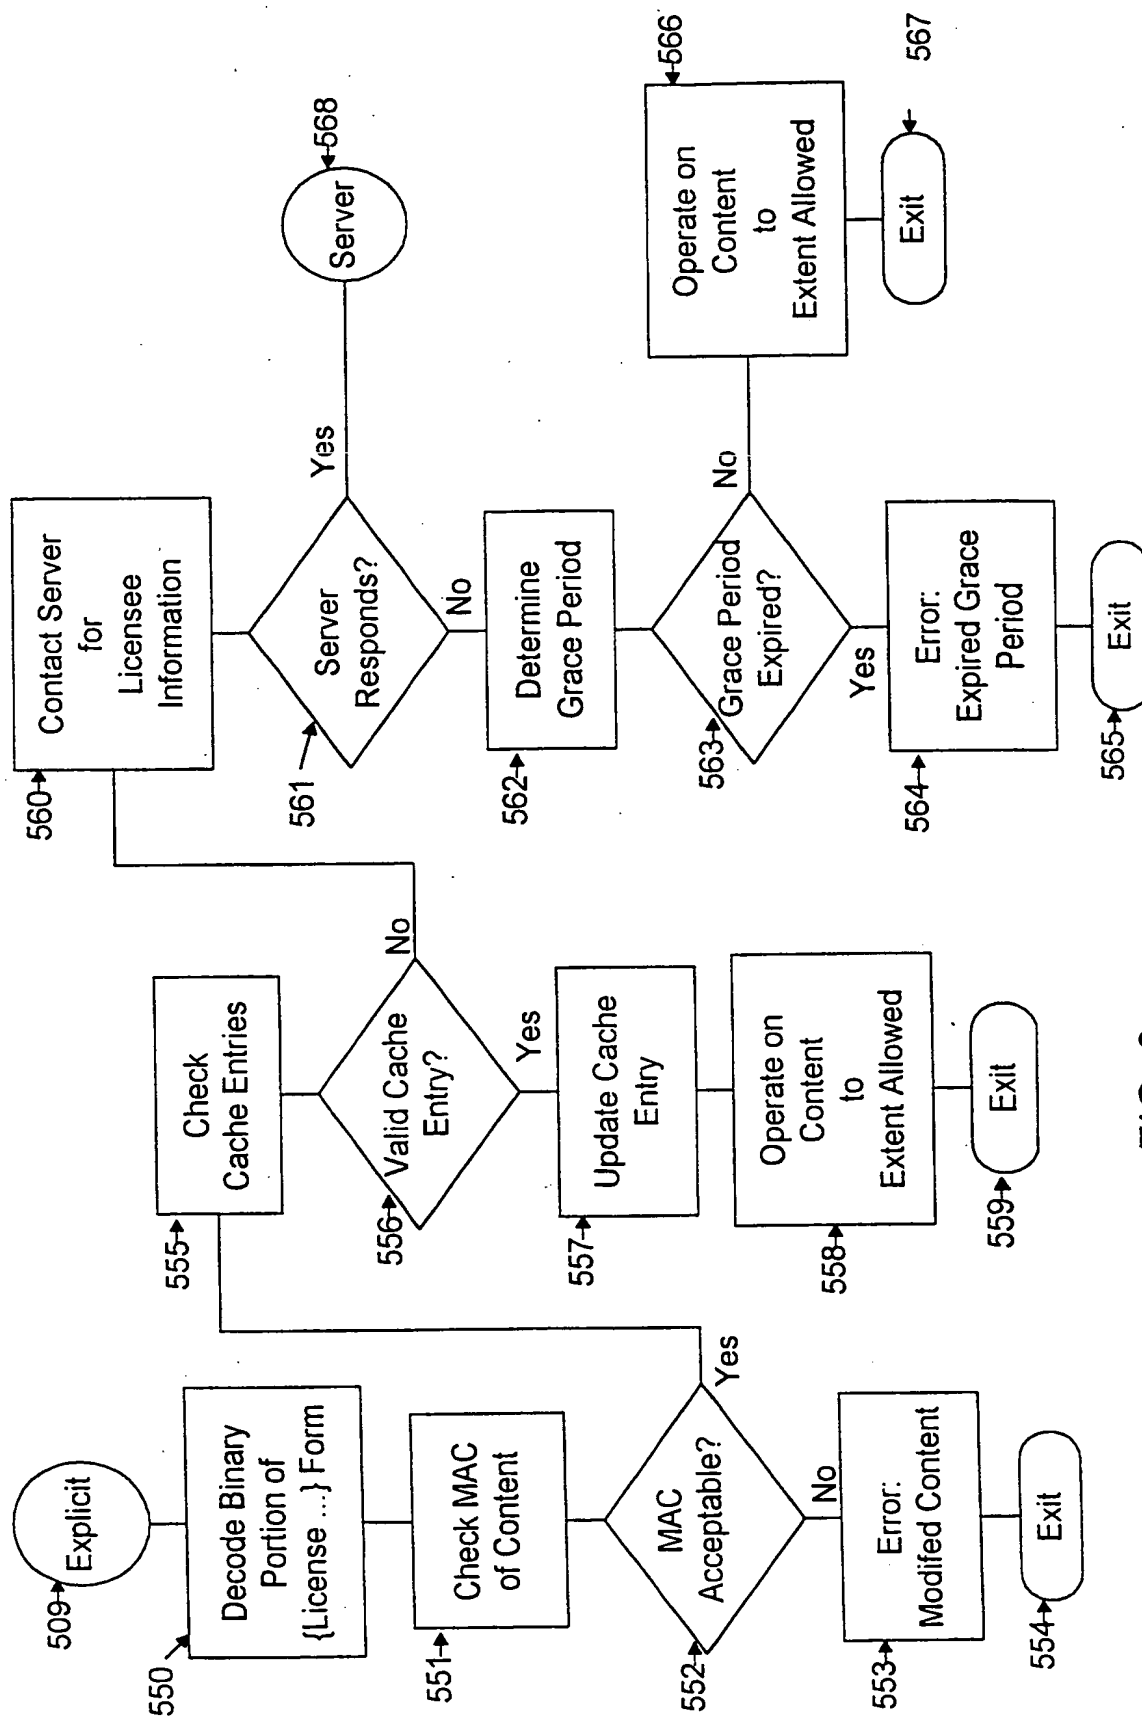 509
Explicit
550
Decode Binary
Portion of
{License ...} Form
551
Check MAC
of Content
552
MAC
Acceptable?
Yes
No
553
Error:
Modifed Content
554
Exit
555
Check
Cache Entries
556
Valid Cache
Entry?
No
Yes
557
Update Cache
Entry
558
Operate on
Content
to
Extent Allowed
559
Exit
560
Contact Server
for
Licensee
Information
561
Server
Responds?
Yes
568
Server
No
562
Determine
Grace Period
563
Grace Period
Expired?
No
Yes
564
Error:
Expired Grace
Period
565
Exit
566
Operate on
Content
to
Extent Allowed
567
Exit